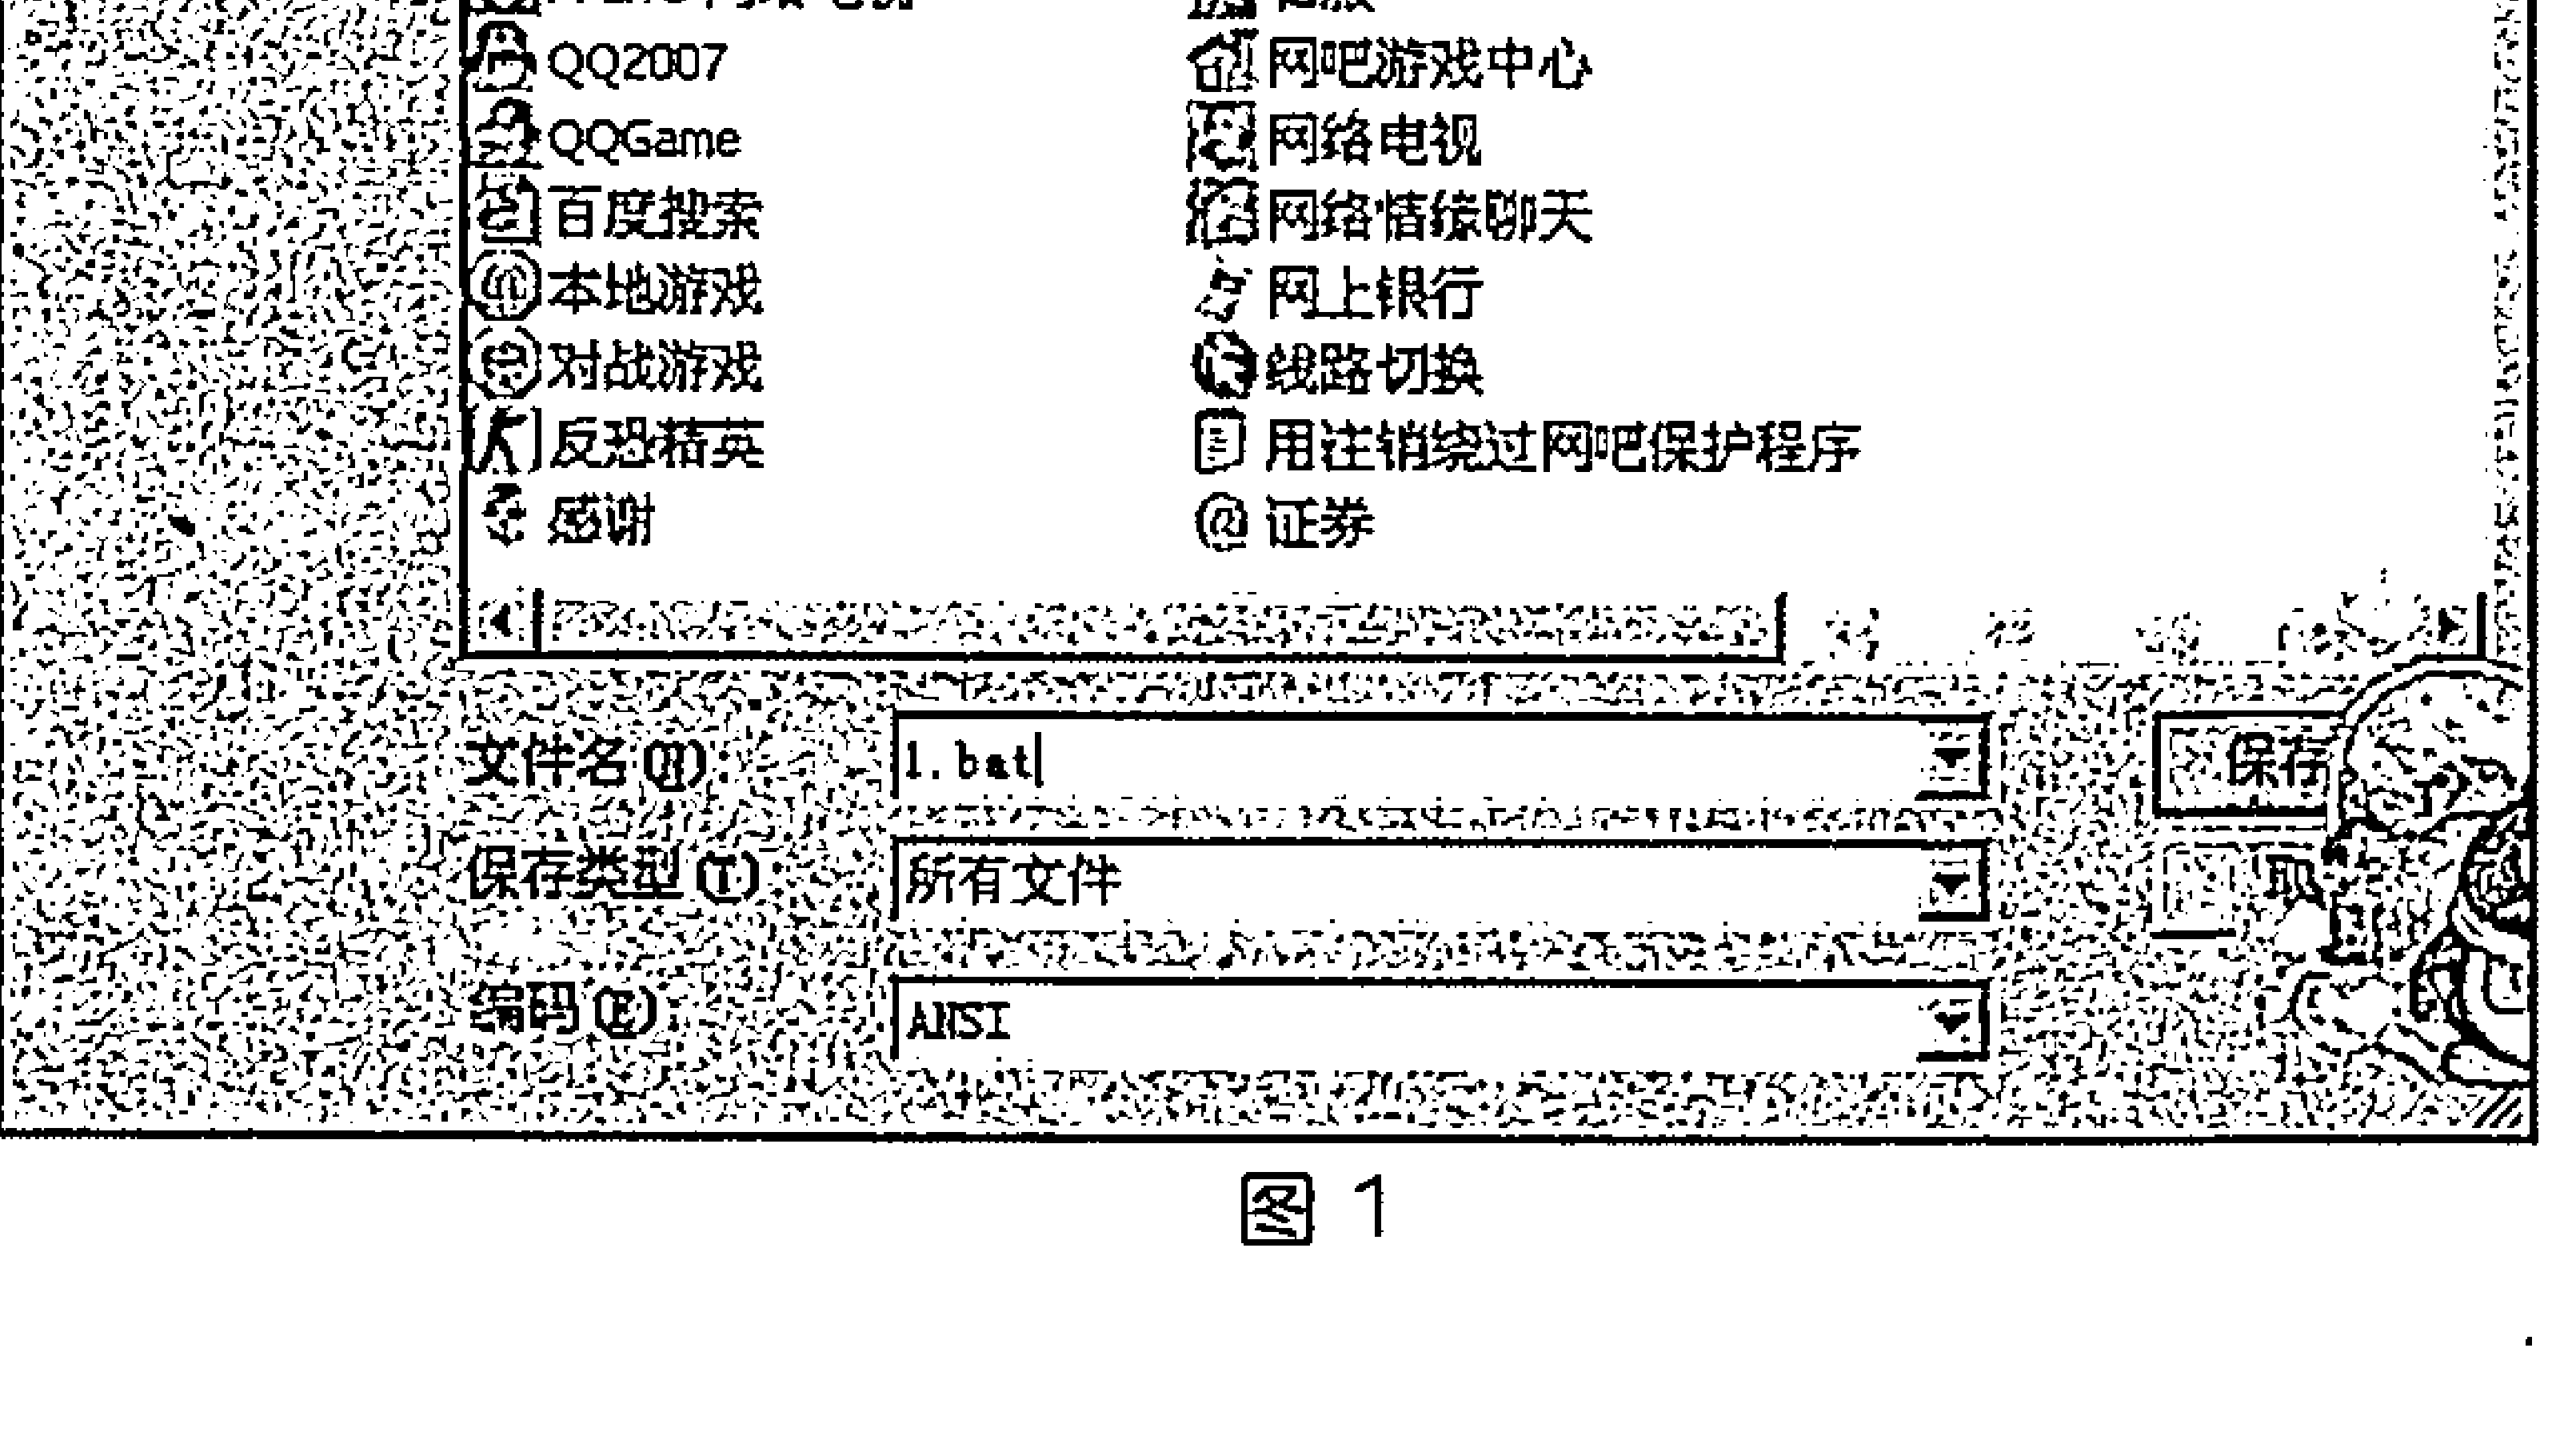 QQ2007
QQGame
百度搜索
本地游戏
对战游戏
反恐精英
感谢
网吧游戏中心
网络电视
网络情缘聊天
网上银行
线路切换
用注销绕过网吧保护程序
证券
文件名(N)
1.bat
保存
保存类型(T)
所有文件
取
编码(E)
ANSI
图 1